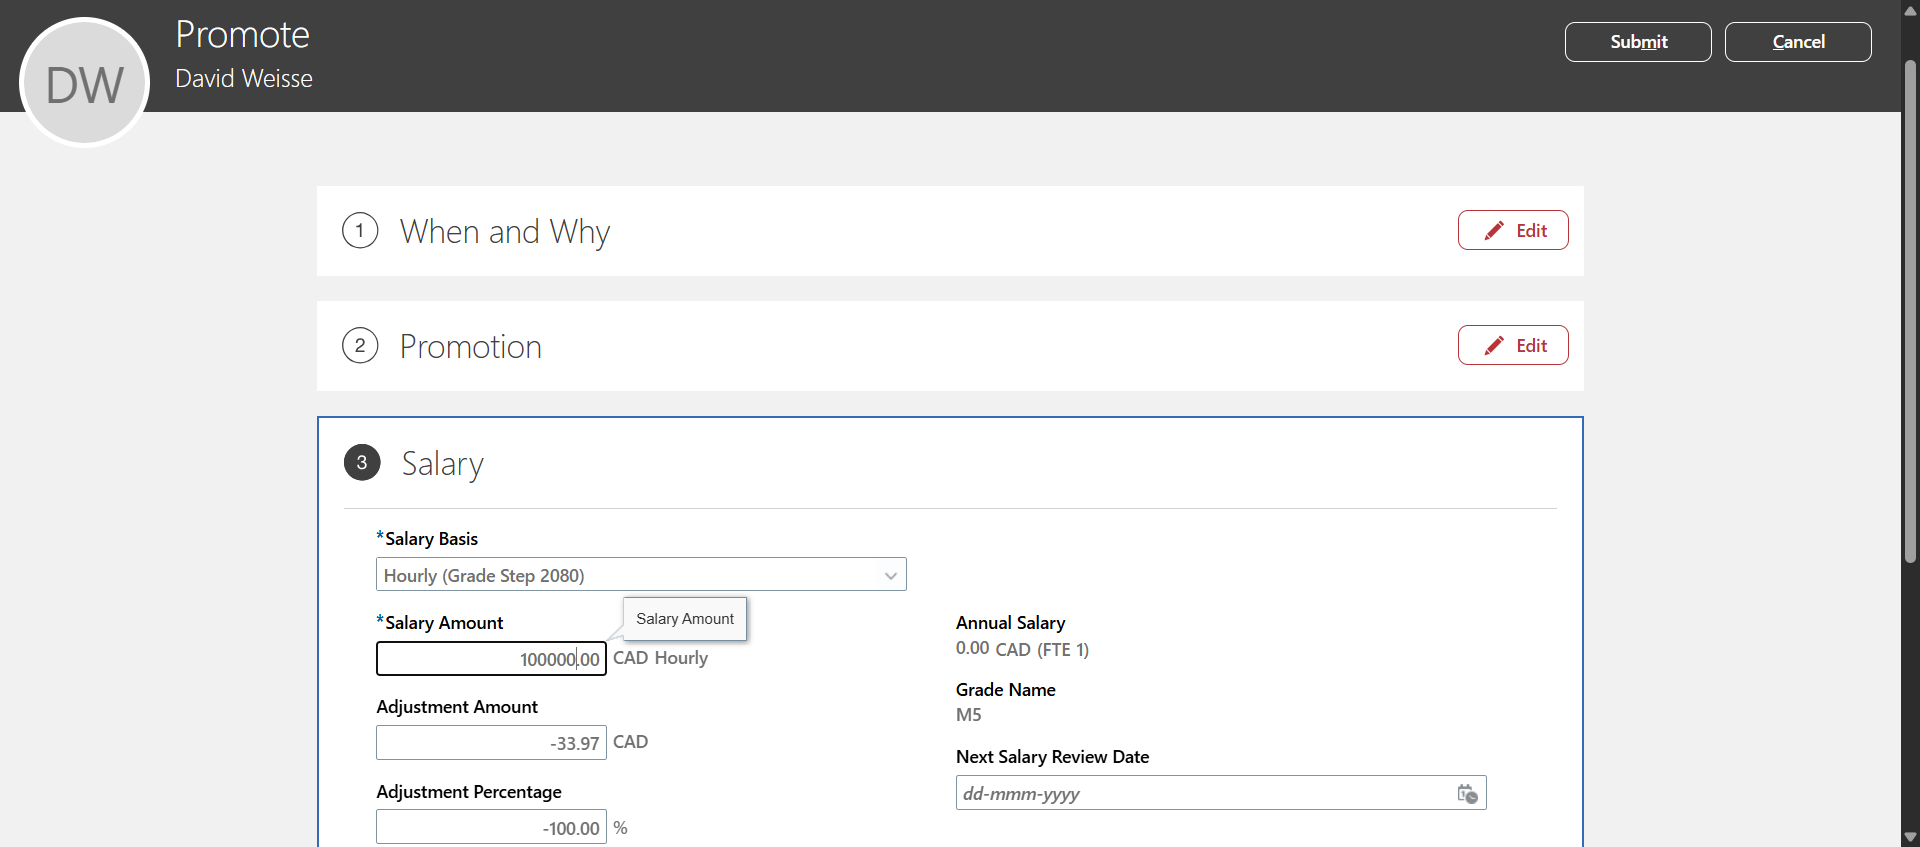 DW
Promote
David Weisse
Submit
Cancel
1
When and Why
Edit
2
Promotion
Edit
3
Salary
*Salary Basis
Hourly (Grade Step 2080)
*Salary Amount
Salary Amount
100000.00 CAD Hourly
Adjustment Amount
-33.97 CAD
Adjustment Percentage
-100.00 %
Annual Salary
0.00 CAD (FTE 1)
Grade Name
M5
Next Salary Review Date
dd-mmm-yyyy